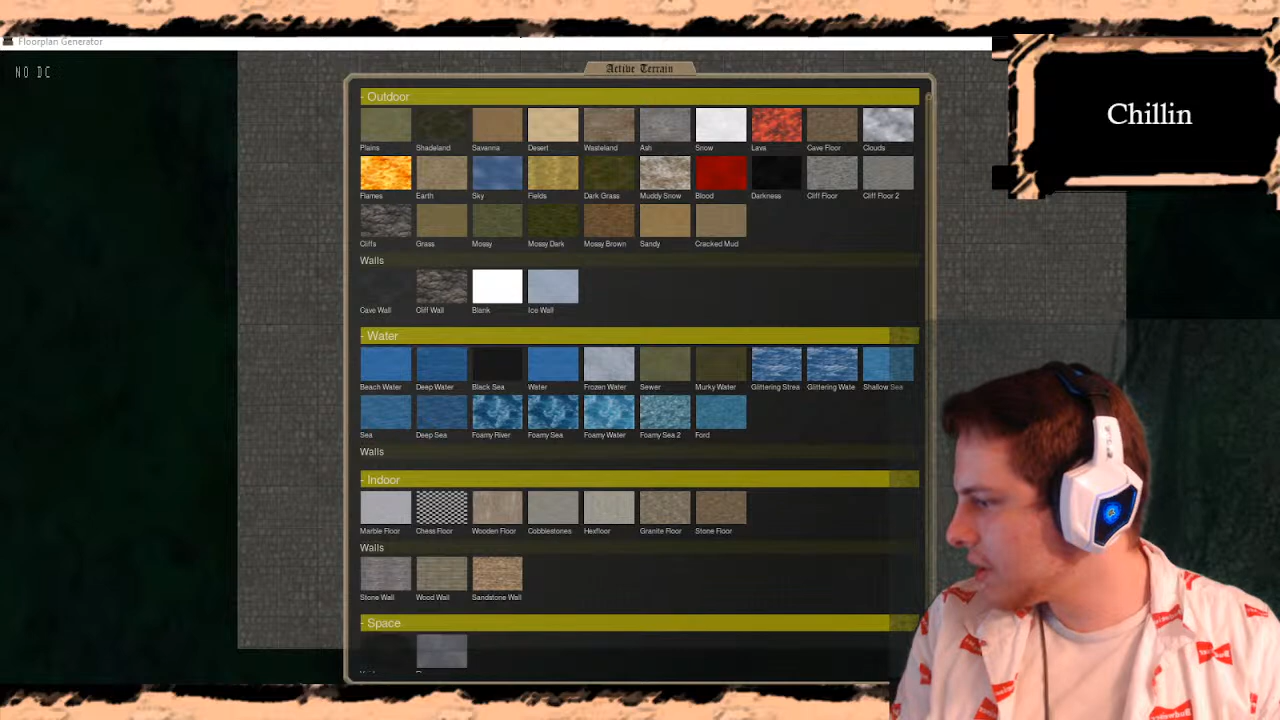 Floorplan Generator
NO DC
Active Terrain
Chillin
- Outdoor
Plains Shadeland Savanna Desert Wasteland Ash Snow Lava Cave Floor Clouds
Flames Earth Sky Fields Dark Grass Muddy Snow Blood Darkness Cliff Floor Cliff Floor 2
Cliffs Grass Mossy Mossy Dark Mossy Brown Sandy Cracked Mud
Walls
Cave Wall Cliff Wall Blank Ice Wall
- Water
Beach Water Deep Water Black Sea Water Frozen Water Sewer Murky Water Glittering Strea Glittering Wate Shallow Sea
Sea Deep Sea Foamy River Foamy Sea Foamy Water Foamy Sea 2 Ford
Walls
- Indoor
Marble Floor Chess Floor Wooden Floor Cobblestones Hexfloor Granite Floor Stone Floor
Walls
Stone Wall Wood Wall Sandstone Wall
- Space